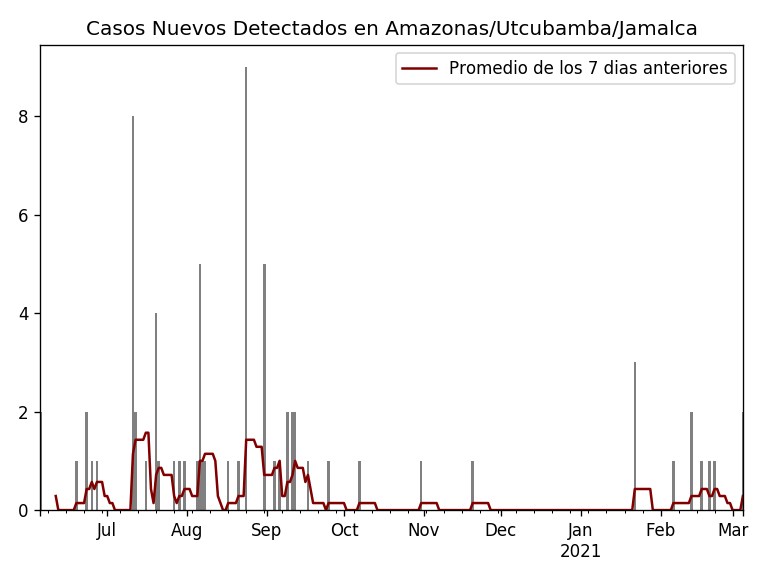 Casos Nuevos Detectados en Amazonas/Utcubamba/Jamalca
Promedio de los 7 dias anteriores
8
6
4
2
0
Jul Aug Sep Oct Nov Dec Jan Feb Mar
2021